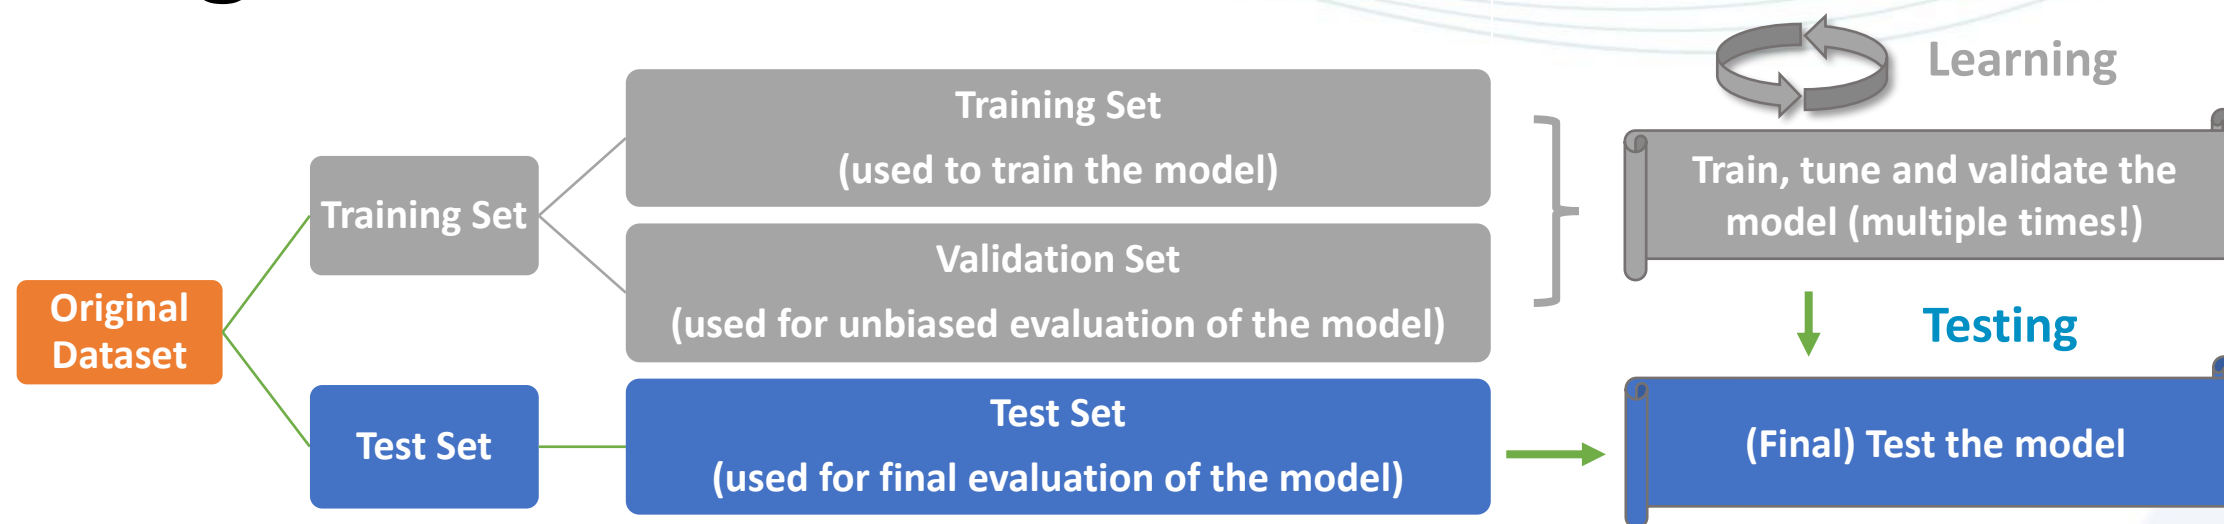 Learning
Training Set
(used to train the model)
Train, tune and validate the
model (multiple times!)
Training Set
Validation Set
(used for unbiased evaluation of the model)
Original
Dataset
Testing
Test Set
Test Set
(used for final evaluation of the model)
(Final) Test the model